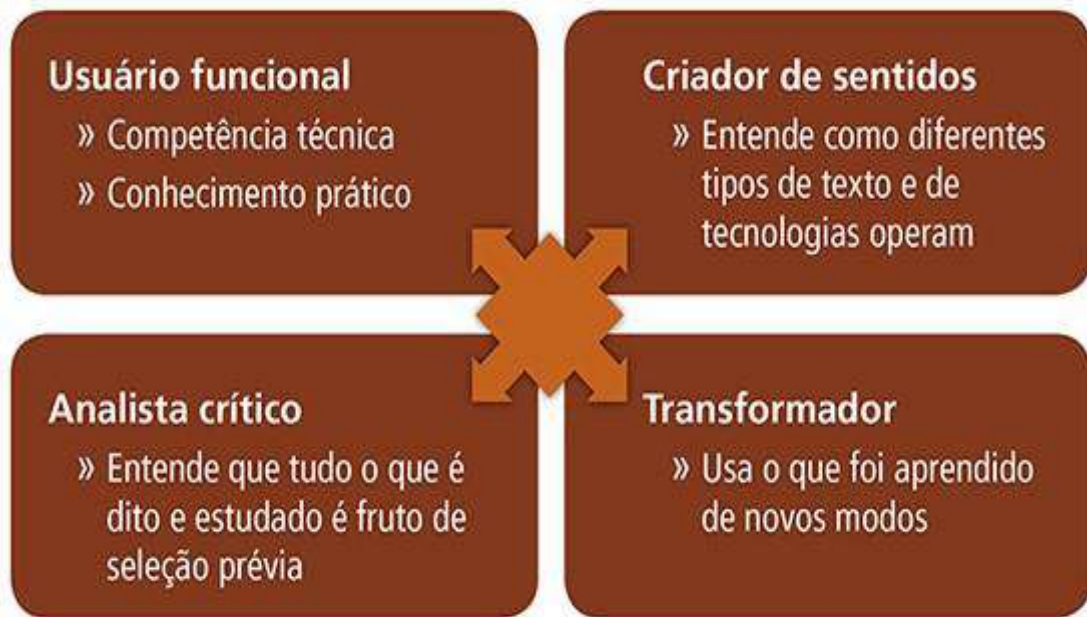 Usuário funcional
» Competência técnica
» Conhecimento prático
Criador de sentidos
» Entende como diferentes
tipos de texto e de
tecnologias operam
Analista crítico
» Entende que tudo o que é
dito e estudado é fruto de
seleção prévia
Transformador
» Usa o que foi aprendido
de novos modos